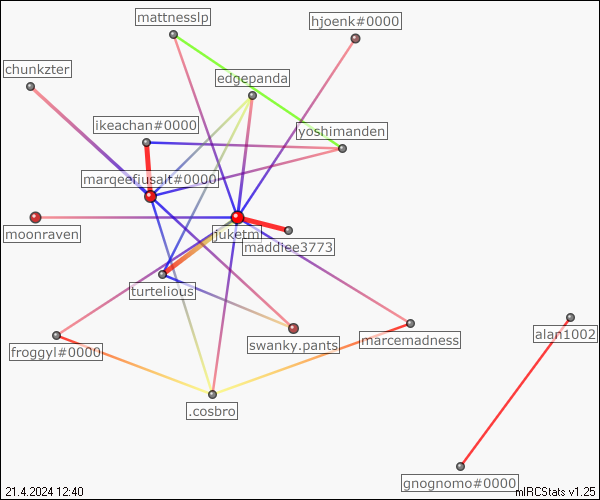 mattnesslp
hjoenk#0000
chunkzter
edgepanda
ikeachan#0000
yoshimanden
marqeefiusalt#0000
moonraven
juketm
maddiee3773
turtelious
froggyl#0000
swanky.pants
marcemadness
alan1002
.cosbro
gnognomo#0000
21.4.2024 12:40
mIRCStats v1.25